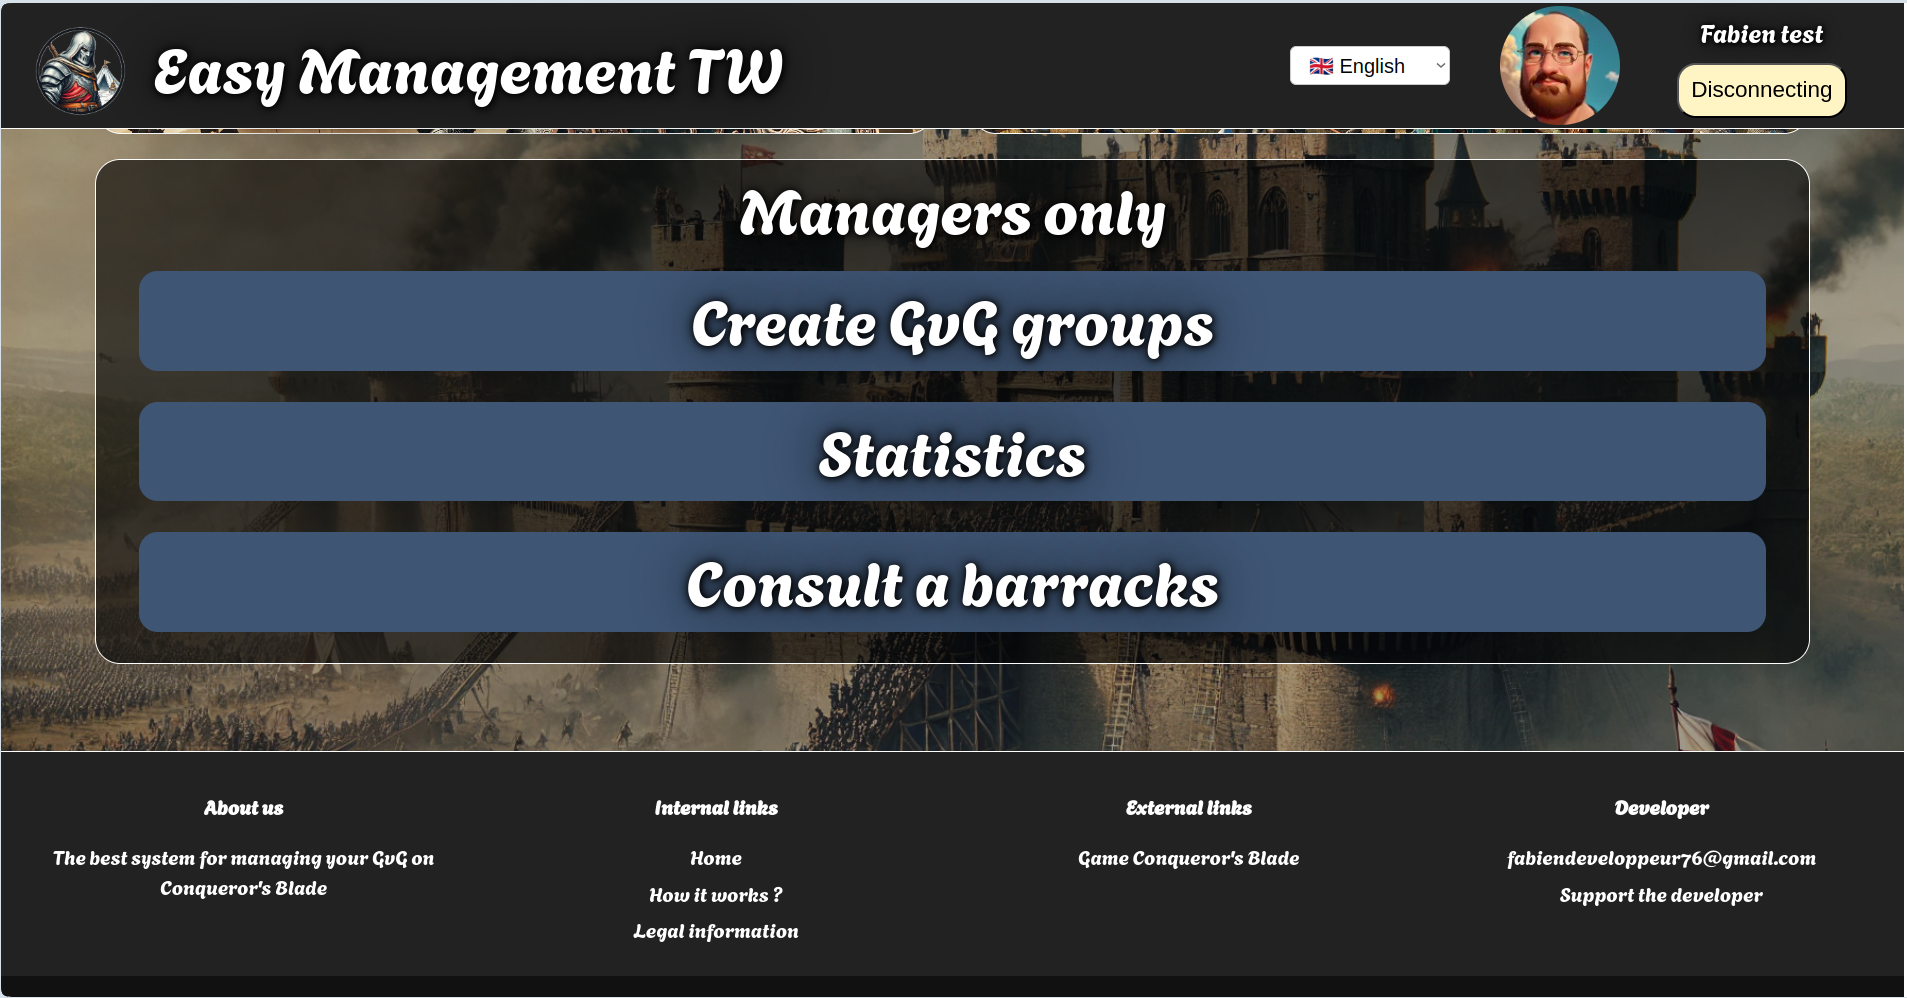 Easy Management TW
English
Fabien test
Disconnecting
Managers only
Create GvG groups
Statistics
Consult a barracks
About us
The best system for managing your GvG on
Conqueror's Blade
Internal links
Home
How it works ?
Legal information
External links
Game Conqueror's Blade
Developer
fabiendeveloppeur76@gmail.com
Support the developer